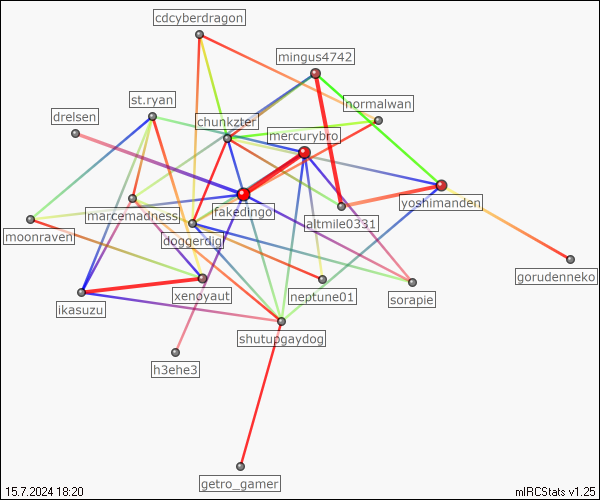 cdcyberdragon
mingus4742
st.ryan
normalwan
drelsen
chunkzter
mercurybro
marcemadness
fakedingo
yoshimanden
altmile0331
moonraven
doggerdig
gorudenneko
ikasuzu
xenoyaut
neptune01
sorapie
shutupgaydog
h3ehe3
getro_gamer
15.7.2024 18:20
mIRCStats v1.25